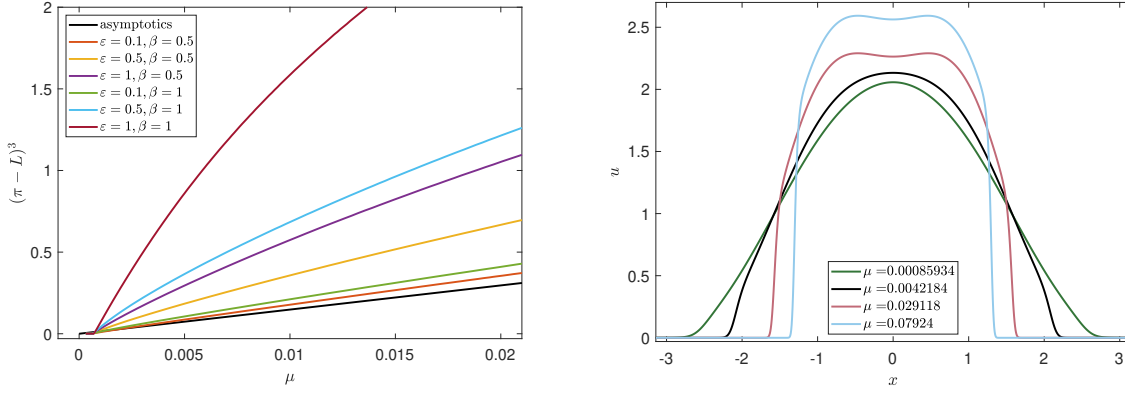 2
1.5
1
0.5
0
(π − L)³
0
0.005
0.01
0.015
0.02
μ
asymptotics
ε = 0.1, β = 0.5
ε = 0.5, β = 0.5
ε = 1, β = 0.5
ε = 0.1, β = 1
ε = 0.5, β = 1
ε = 1, β = 1
2.5
2
1.5
1
0.5
0
u
-3
-2
-1
0
1
2
3
x
μ =0.00085934
μ =0.0042184
μ =0.029118
μ =0.07924